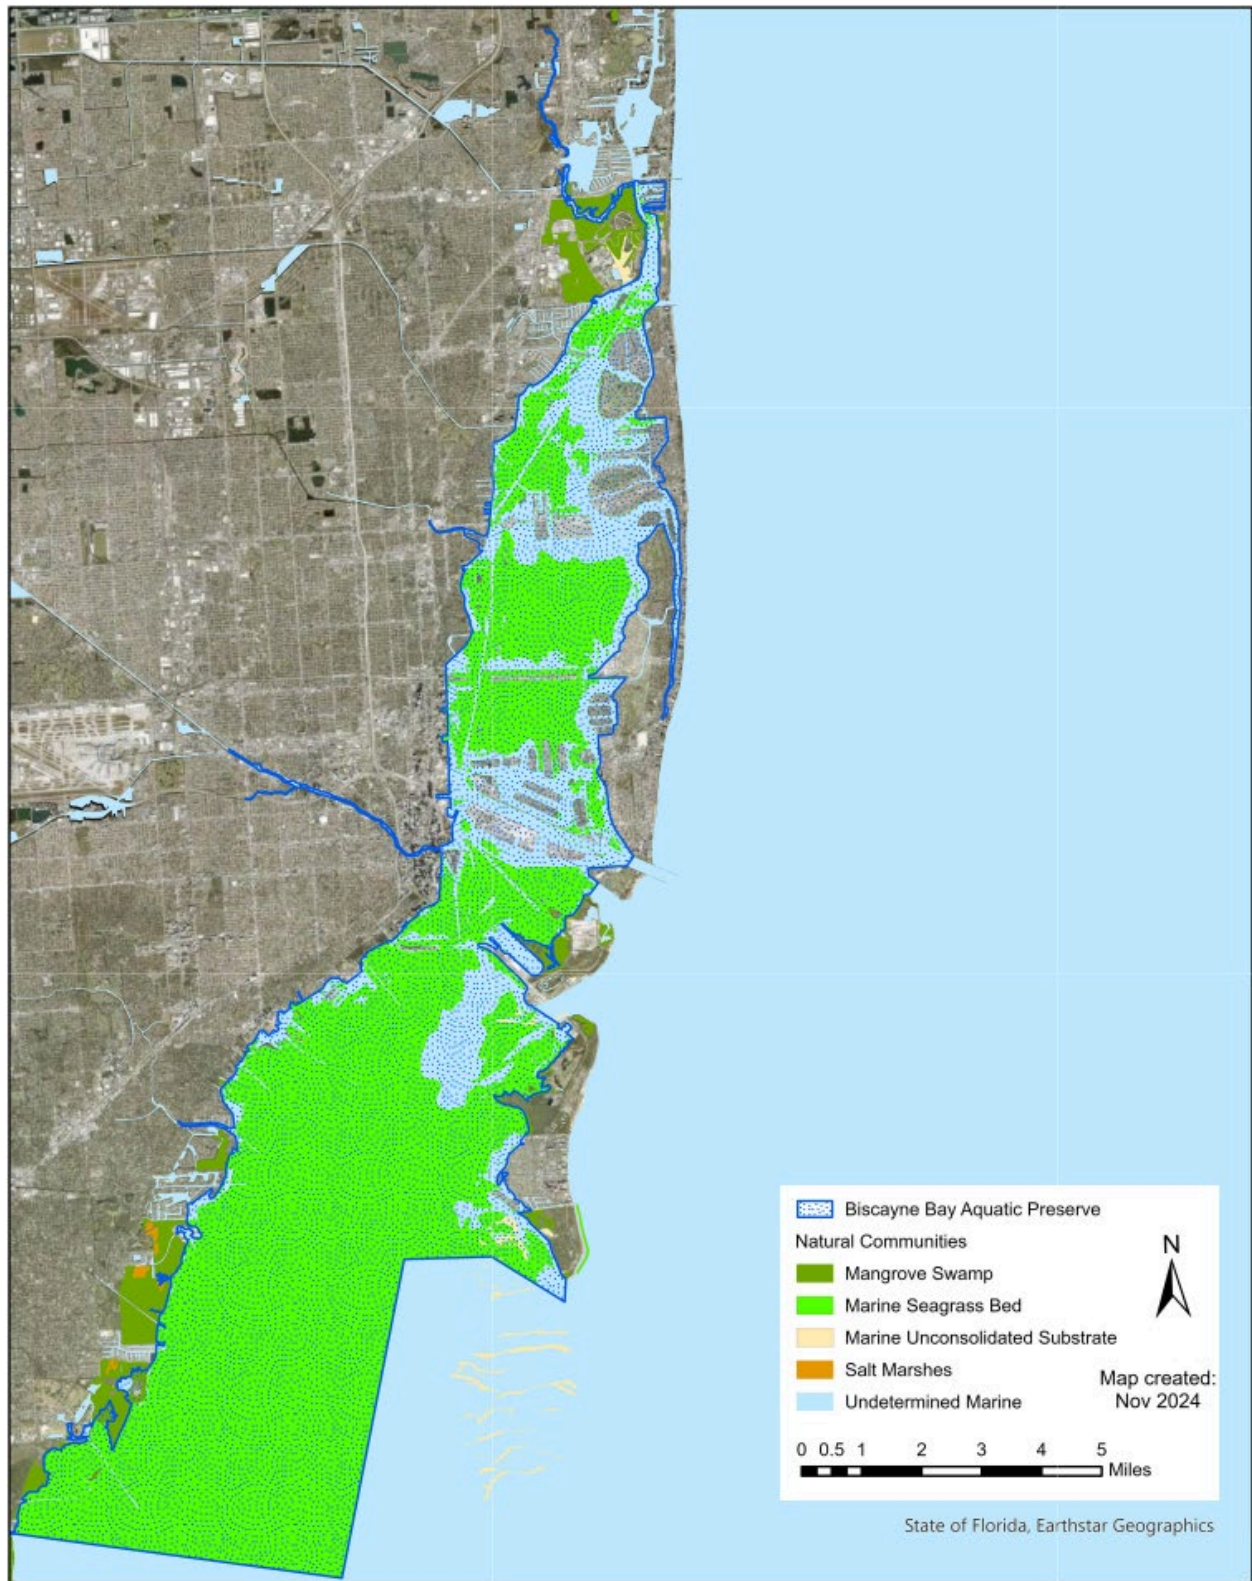 Biscayne Bay Aquatic Preserve
Natural Communities
Mangrove Swamp
Marine Seagrass Bed
Marine Unconsolidated Substrate
Salt Marshes
Undetermined Marine
N
Map created:
Nov 2024
0 0.5 1 2 3 4 5
Miles
State of Florida, Earthstar Geographics